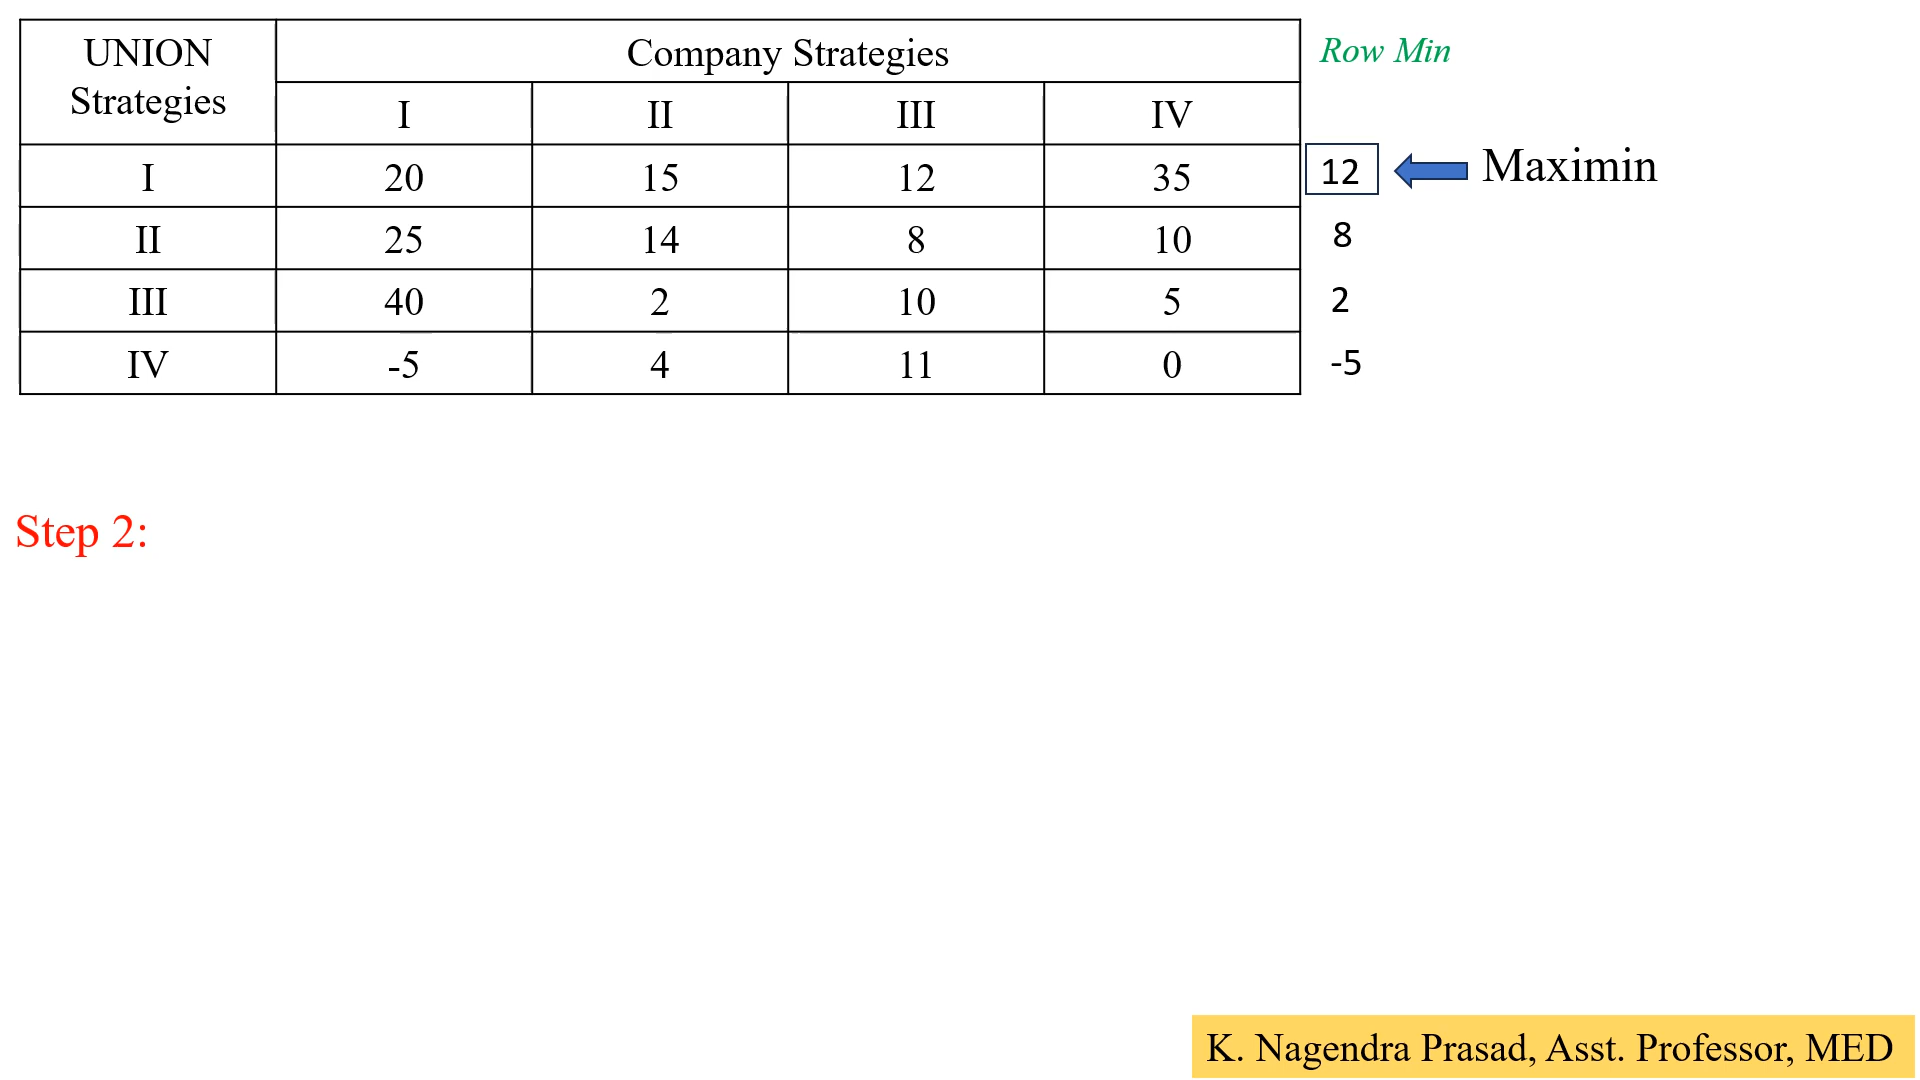 UNION Strategies Company Strategies Row Min
I II III IV
I 20 15 12 35 12 Maximin
II 25 14 8 10 8
III 40 2 10 5 2
IV -5 4 11 0 -5
Step 2:
K. Nagendra Prasad, Asst. Professor, MED